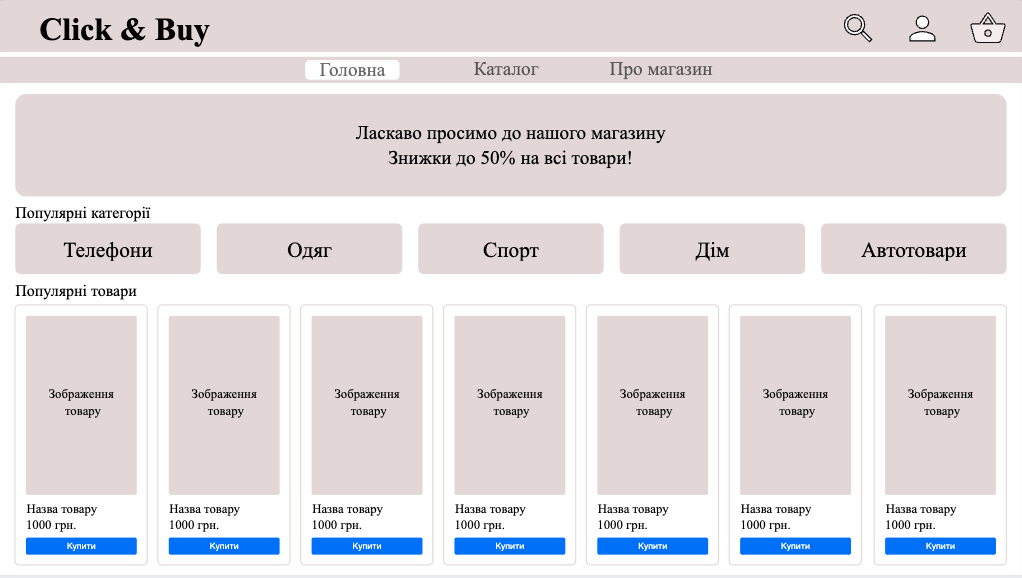 Click & Buy
Головна
Каталог
Про магазин
Ласкаво просимо до нашого магазину
Знижки до 50% на всі товари!
Популярні категорії
Телефони
Одяг
Спорт
Дім
Автотовари
Популярні товари
Зображення
товару
Назва товару
1000 грн.
Купити
Зображення
товару
Назва товару
1000 грн.
Купити
Зображення
товару
Назва товару
1000 грн.
Купити
Зображення
товару
Назва товару
1000 грн.
Купити
Зображення
товару
Назва товару
1000 грн.
Купити
Зображення
товару
Назва товару
1000 грн.
Купити
Зображення
товару
Назва товару
1000 грн.
Купити